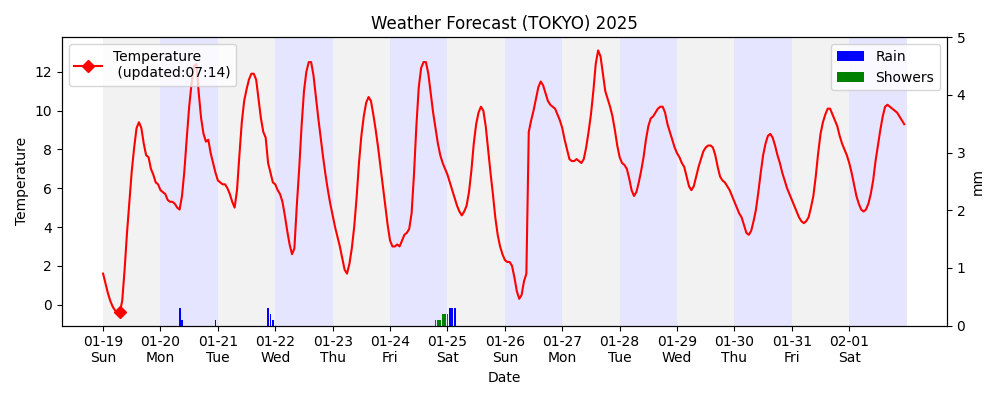 Weather Forecast (TOKYO) 2025
Temperature
(updated:07:14)
Rain
Showers
Temperature
12
10
8
6
4
2
0
5
4
3
2
1
0
mm
01-19 01-20 01-21 01-22 01-23 01-24 01-25 01-26 01-27 01-28 01-29 01-30 01-31 02-01
Sun Mon Tue Wed Thu Fri Sat Sun Mon Tue Wed Thu Fri Sat
Date